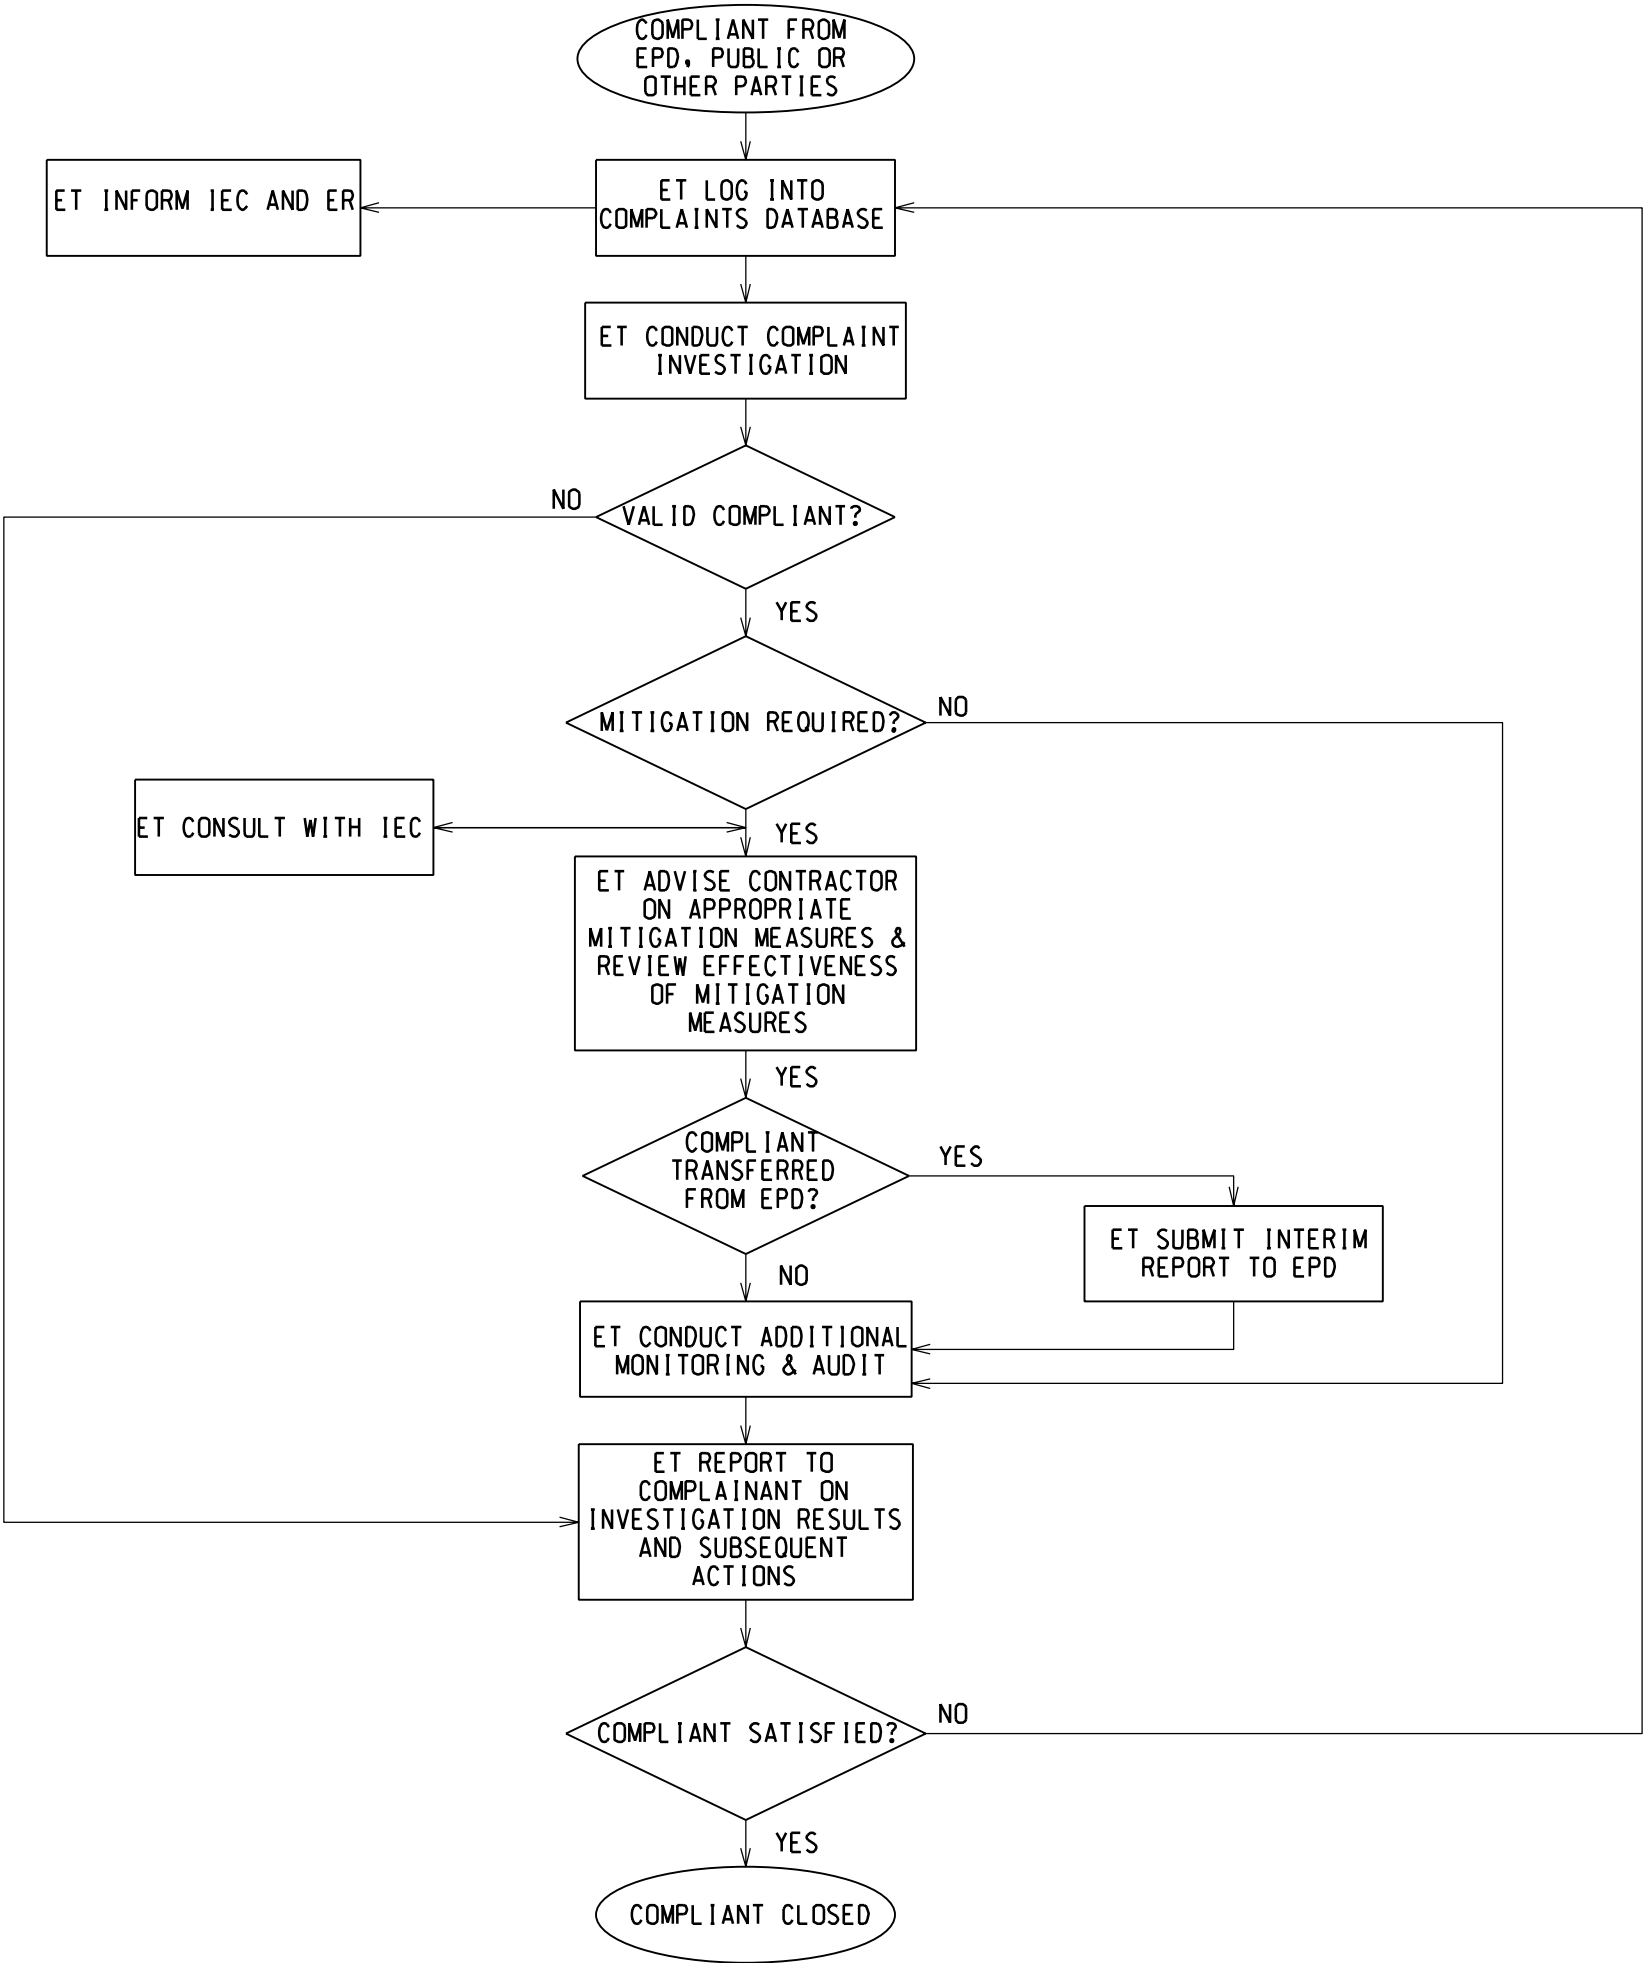 COMPLIANT FROM
EPD, PUBLIC OR
OTHER PARTIES
ET INFORM IEC AND ER
ET LOG INTO
COMPLAINTS DATABASE
ET CONDUCT COMPLAINT
INVESTIGATION
NO
VALID COMPLIANT?
YES
MITIGATION REQUIRED?
NO
ET CONSULT WITH IEC
YES
ET ADVISE CONTRACTOR
ON APPROPRIATE
MITIGATION MEASURES &
REVIEW EFFECTIVENESS
OF MITIGATION
MEASURES
YES
COMPLIANT
TRANSFERRED
FROM EPD?
YES
ET SUBMIT INTERIM
REPORT TO EPD
NO
ET CONDUCT ADDITIONAL
MONITORING & AUDIT
ET REPORT TO
COMPLAINANT ON
INVESTIGATION RESULTS
AND SUBSEQUENT
ACTIONS
COMPLIANT SATISFIED?
NO
YES
COMPLIANT CLOSED